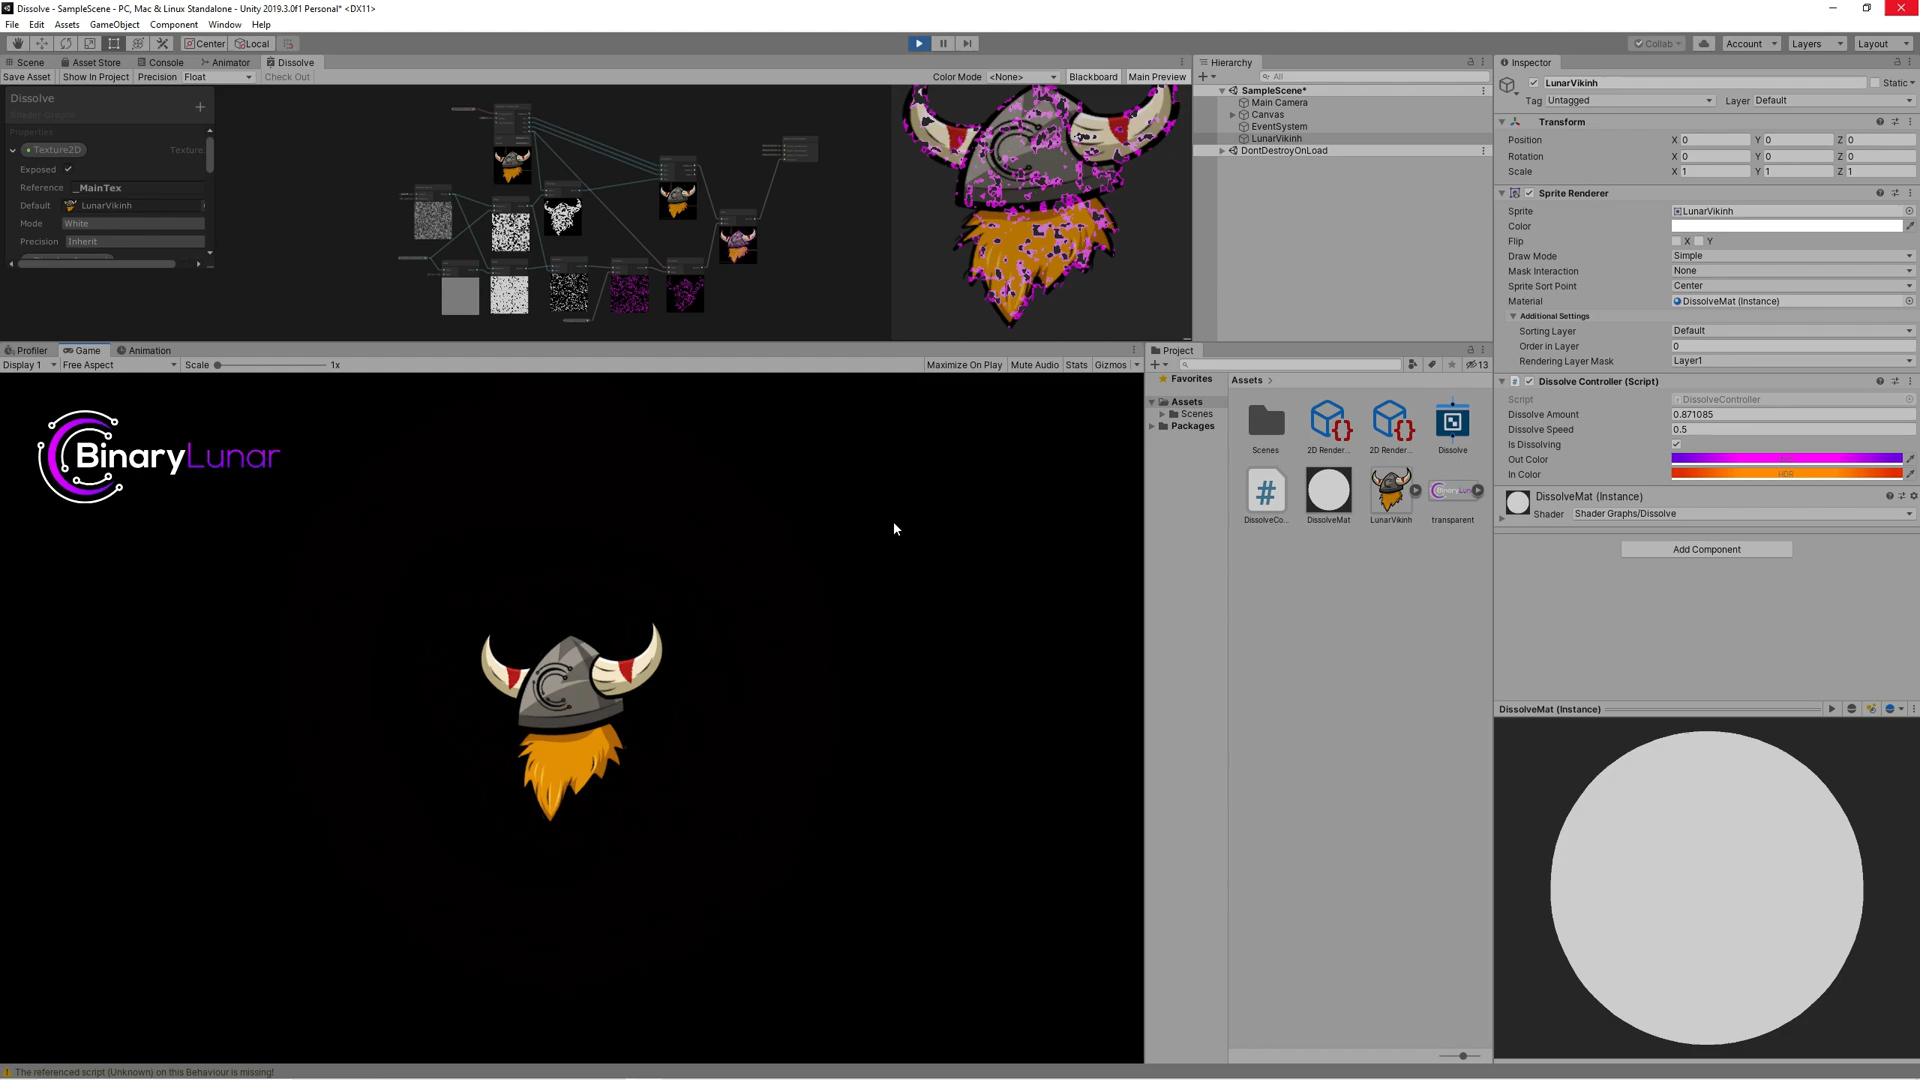 Dissolve - SampleScene - PC, Mac & Linux Standalone - Unity 2019.3.0f1 Personal* <DX11>
File Edit Assets GameObject Component Window Help
Center Local Collab Account Layers Layout
Scene Asset Store Console Animator Dissolve
Save Asset Show In Project Precision Float Check Out Color Mode <None> Blackboard Main Preview
Dissolve
Shader Graphs
Properties
Texture2D Texture
Exposed
Reference _MainTex
Default LunarVikinh
Mode White
Precision Inherit
Hierarchy
All
SampleScene*
Main Camera
Canvas
EventSystem
LunarVikinh
DontDestroyOnLoad
Inspector
LunarVikinh Static
Tag Untagged Layer Default
Transform
Position X 0 Y 0 Z 0
Rotation X 0 Y 0 Z 0
Scale X 1 Y 1 Z 1
Sprite Renderer
Sprite LunarVikinh
Color
Flip X Y
Draw Mode Simple
Mask Interaction None
Sprite Sort Point Center
Material DissolveMat (Instance)
Additional Settings
Sorting Layer Default
Order in Layer 0
Rendering Layer Mask Layer1
Dissolve Controller (Script)
Script DissolveController
Dissolve Amount 0.871085
Dissolve Speed 0.5
Is Dissolving
Out Color
In Color HDR
DissolveMat (Instance)
Shader Shader Graphs/Dissolve
Add Component
DissolveMat (Instance)
Profiler Game Animation
Display 1 Free Aspect Scale 1x Maximize On Play Mute Audio Stats Gizmos
BinaryLunar
Project
13
Favorites
Assets
Scenes
Packages
Assets >
Scenes 2D Render... 2D Render... Dissolve
DissolveCo... DissolveMat LunarVikinh transparent
The referenced script (Unknown) on this Behaviour is missing!